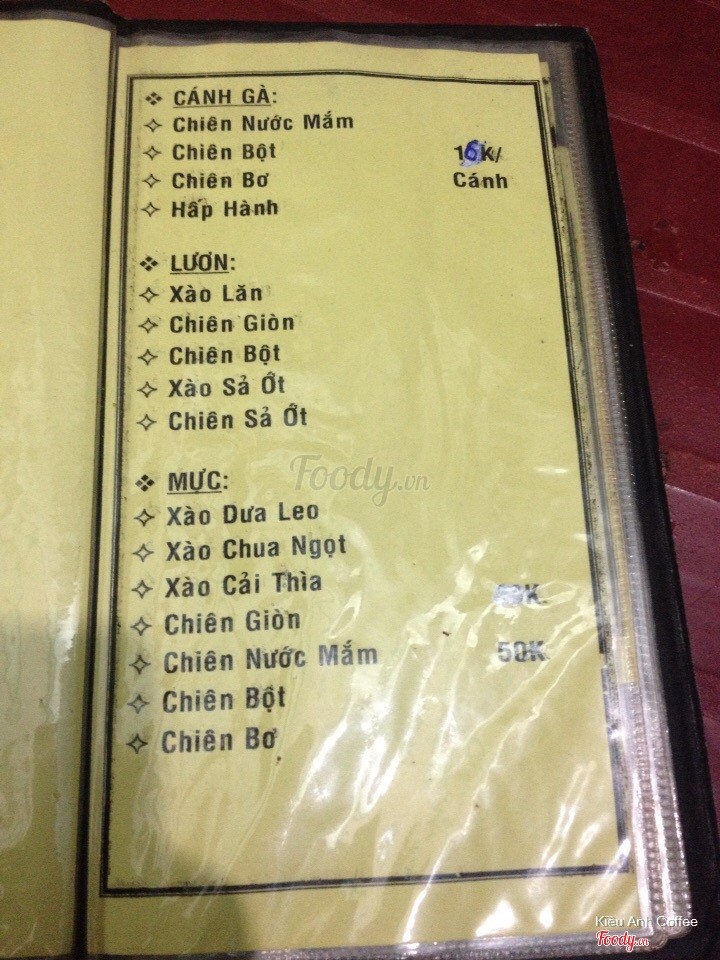 CÁNH GÀ:
Chiên Nước Mắm
Chiên Bột
Chiên Bơ
16K/
Cánh
Hấp Hành
LƯƠN:
Xào Lăn
Chiên Giòn
Chiên Bột
Xào Sả Ớt
Chiên Sả Ớt
MỰC:
Xào Dưa Leo
Xào Chua Ngọt
Xào Cải Thìa
Chiên Giòn
Chiên Nước Mắm 50K
Chiên Bột
Chiên Bơ
Foody.vn
Kiều Anh Coffee
Foody.vn